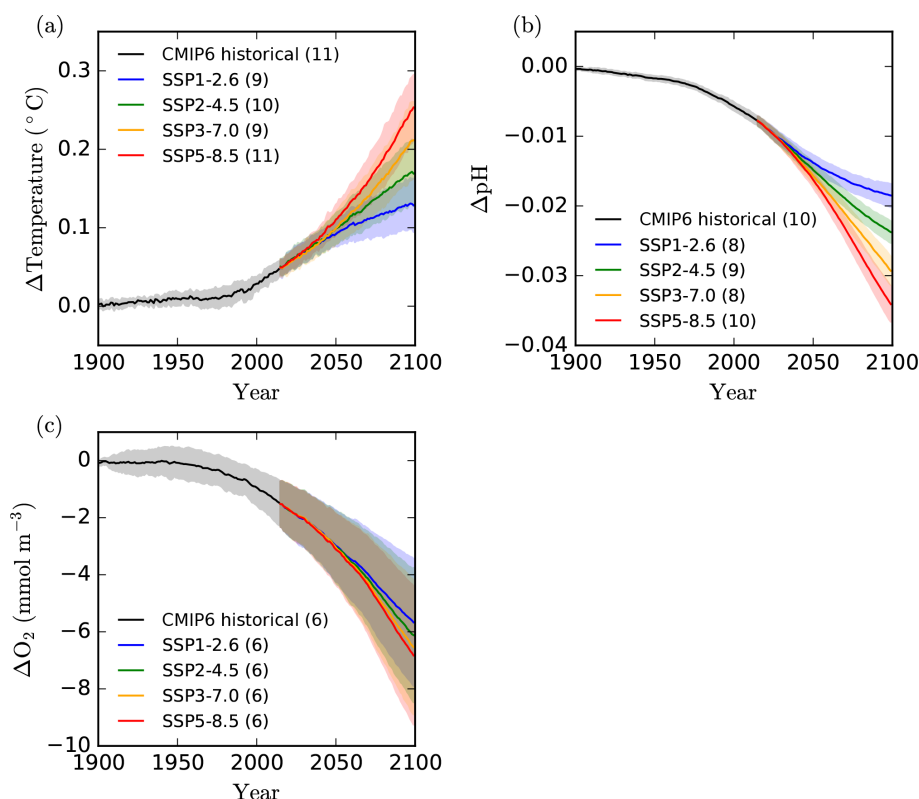 (a)
ΔTemperature (°C)
0.3
0.2
0.1
0.0
CMIP6 historical (11)
SSP1-2.6 (9)
SSP2-4.5 (10)
SSP3-7.0 (9)
SSP5-8.5 (11)
1900 1950 2000 2050 2100
Year
(b)
ΔpH
0.00
−0.01
−0.02
−0.03
−0.04
CMIP6 historical (10)
SSP1-2.6 (8)
SSP2-4.5 (9)
SSP3-7.0 (8)
SSP5-8.5 (10)
1900 1950 2000 2050 2100
Year
(c)
ΔO₂ (mmol m⁻³)
0
−2
−4
−6
−8
−10
CMIP6 historical (6)
SSP1-2.6 (6)
SSP2-4.5 (6)
SSP3-7.0 (6)
SSP5-8.5 (6)
1900 1950 2000 2050 2100
Year